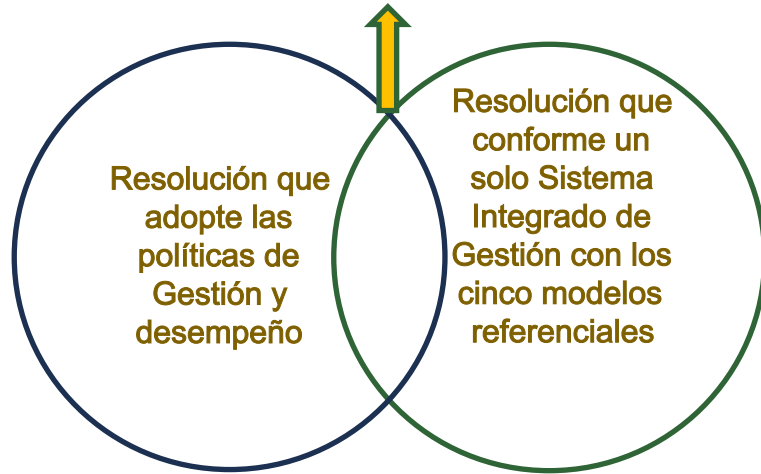 Resolución que
adopte las
políticas de
Gestión y
desempeño
Resolución que
conforme un
solo Sistema
Integrado de
Gestión con los
cinco modelos
referenciales